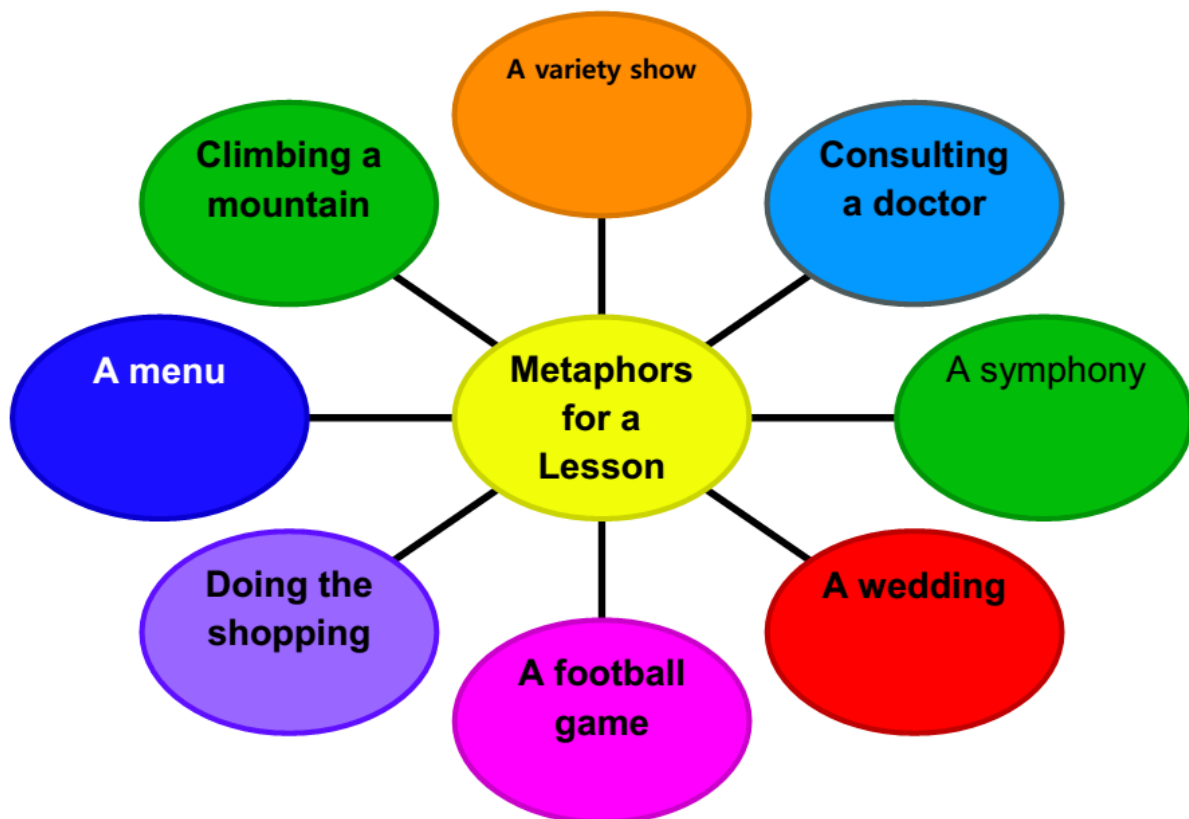 A variety show
Consulting
a doctor
A symphony
A wedding
A football
game
Doing the
shopping
A menu
Climbing a
mountain
Metaphors
for a
Lesson